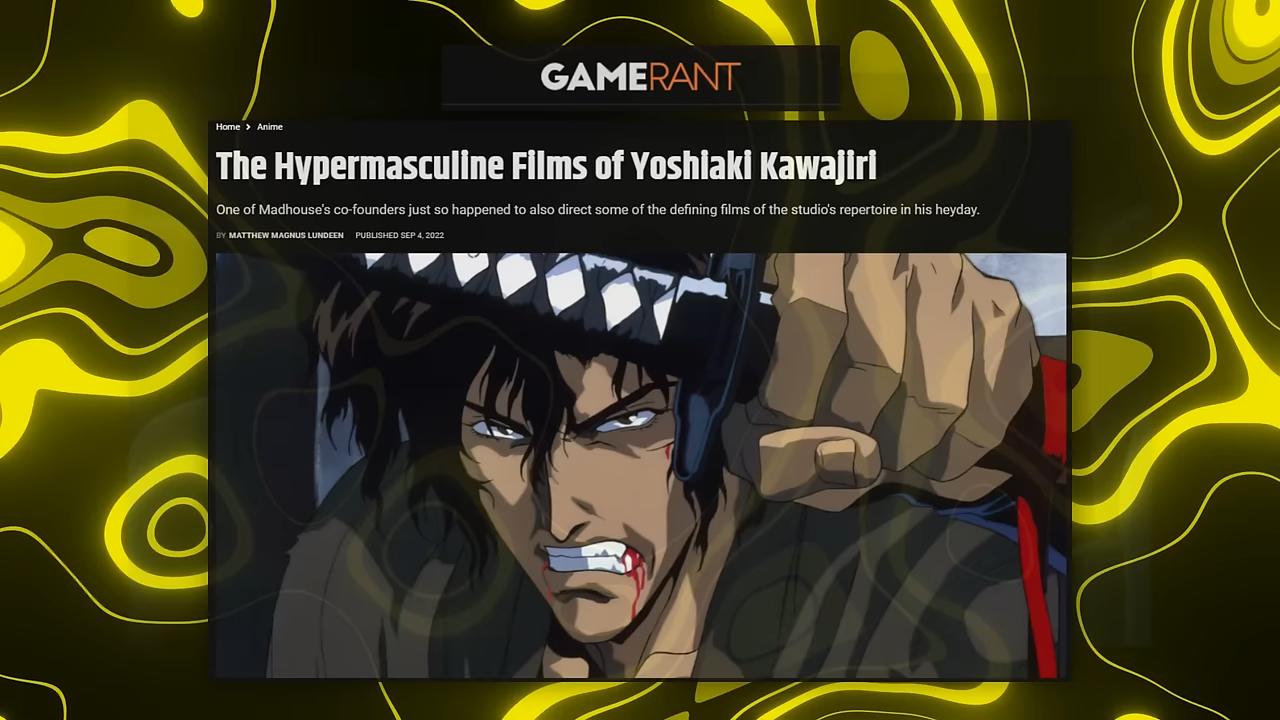 GAMERANT
Home > Anime
The Hypermasculine Films of Yoshiaki Kawajiri
One of Madhouse's co-founders just so happened to also direct some of the defining films of the studio's repertoire in his heyday.
BY MATTHEW MAGNUS LUNDEEN PUBLISHED SEP 4, 2022